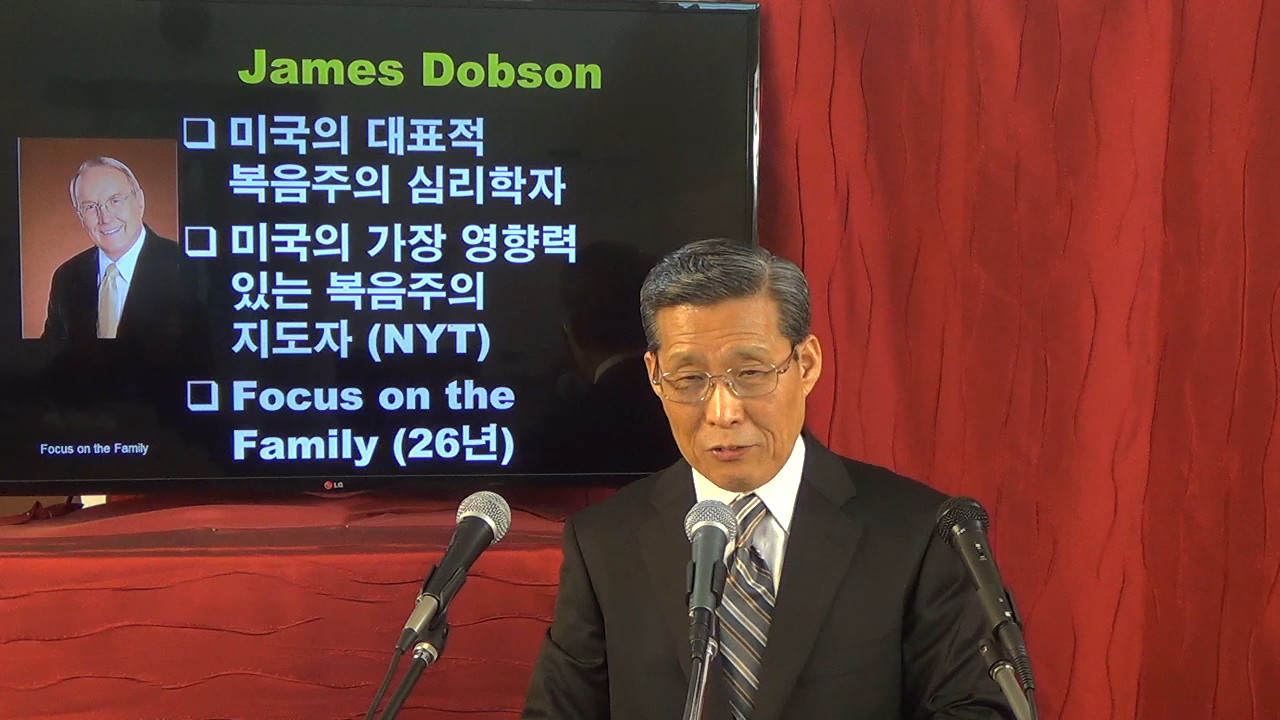 James Dobson
❑ 미국의 대표적
복음주의 심리학자
❑ 미국의 가장 영향력
있는 복음주의
지도자 (NYT)
❑ Focus on the
Family (26년)
Focus on the Family
LG